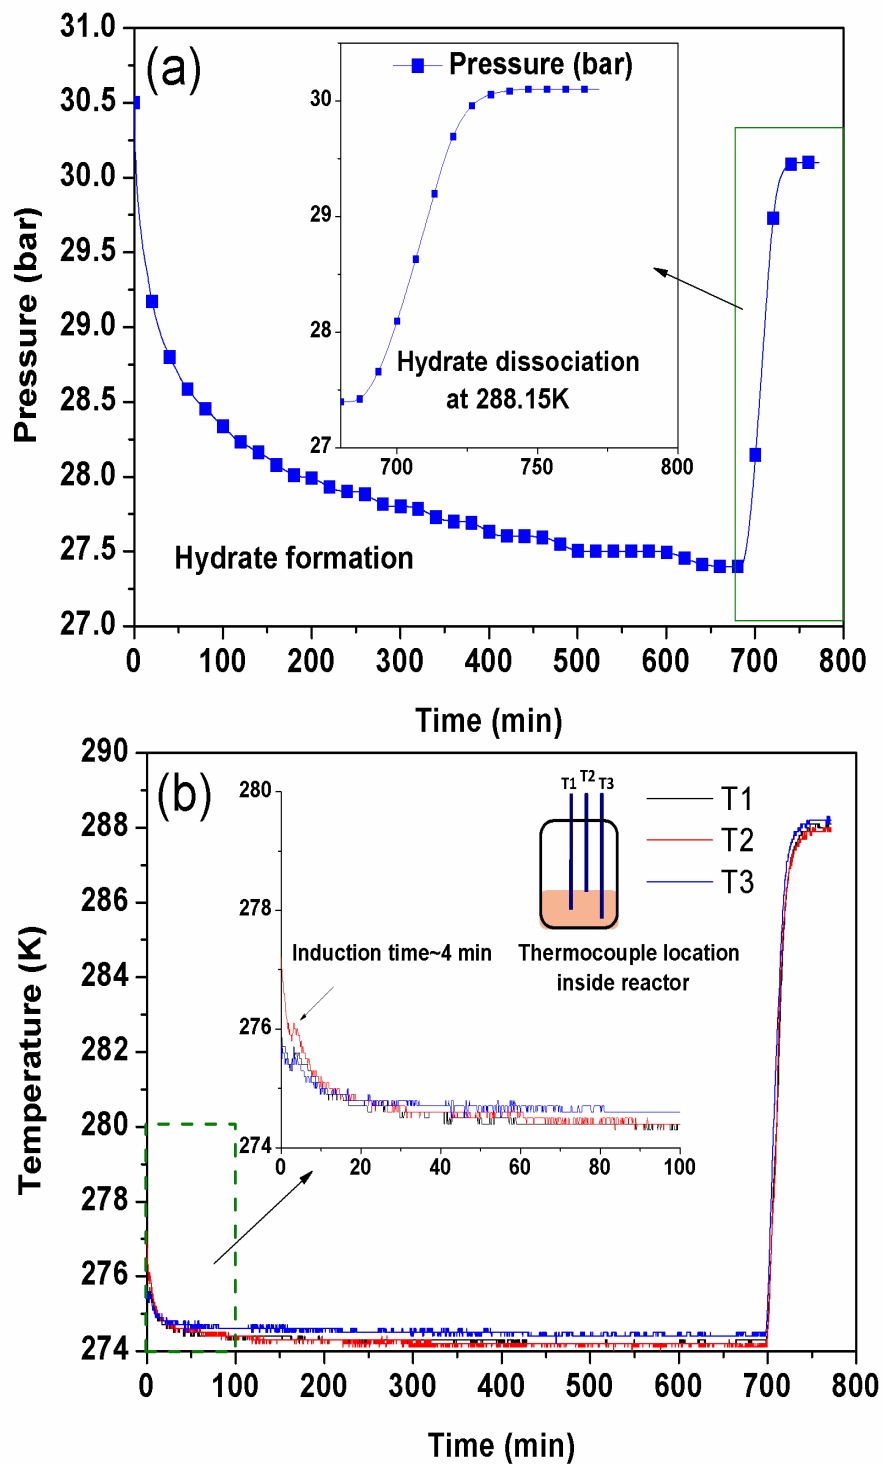 31.0
30.5
30.0
29.5
29.0
28.5
28.0
27.5
27.0
Pressure (bar)
(a)
Pressure (bar)
30
29
28
27
700
750
800
Hydrate dissociation
at 288.15K
Hydrate formation
0
100
200
300
400
500
600
700
800
Time (min)
290
288
286
284
282
280
278
276
274
Temperature (K)
(b)
280
278
276
274
0
20
40
60
80
100
Induction time~4 min
T1
T2
T3
Thermocouple location
inside reactor
T1
T2
T3
0
100
200
300
400
500
600
700
800
Time (min)